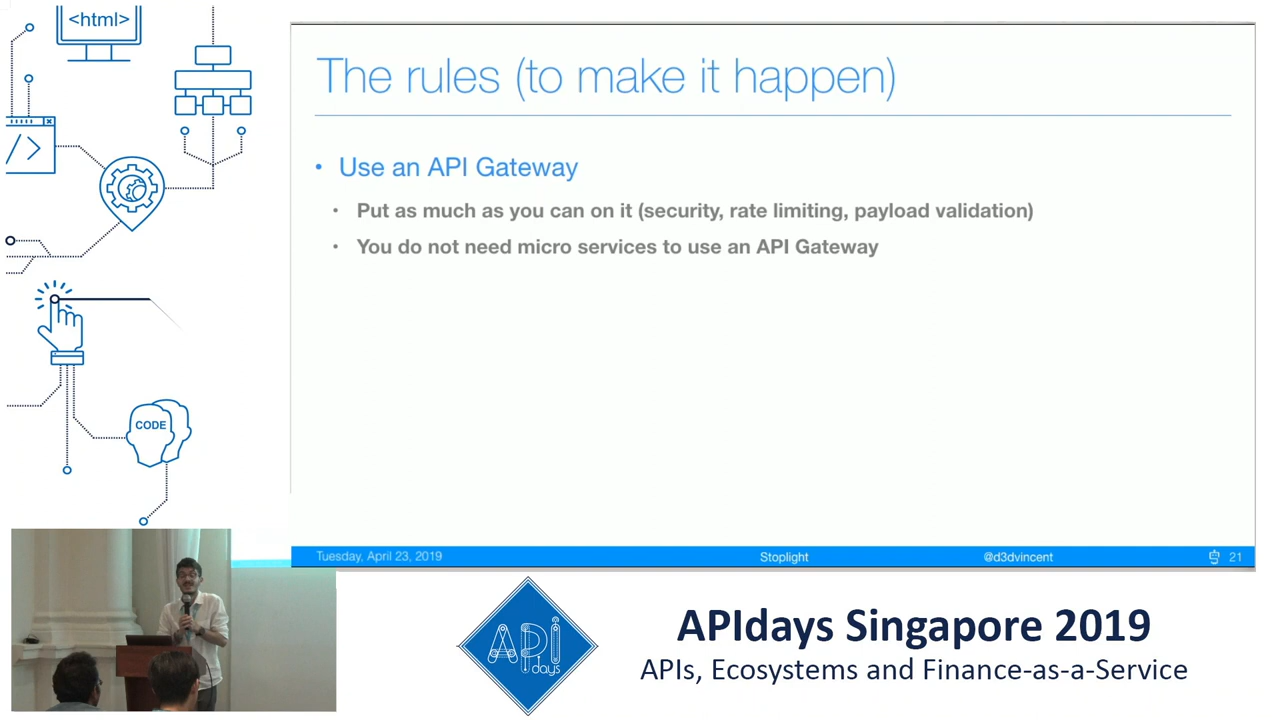 <html>
The rules (to make it happen)
• Use an API Gateway
• Put as much as you can on it (security, rate limiting, payload validation)
• You do not need micro services to use an API Gateway
</>
CODE
Tuesday, April 23, 2019
Stoplight
@d3dvincent
21
API
days
APIdays Singapore 2019
APIs, Ecosystems and Finance-as-a-Service